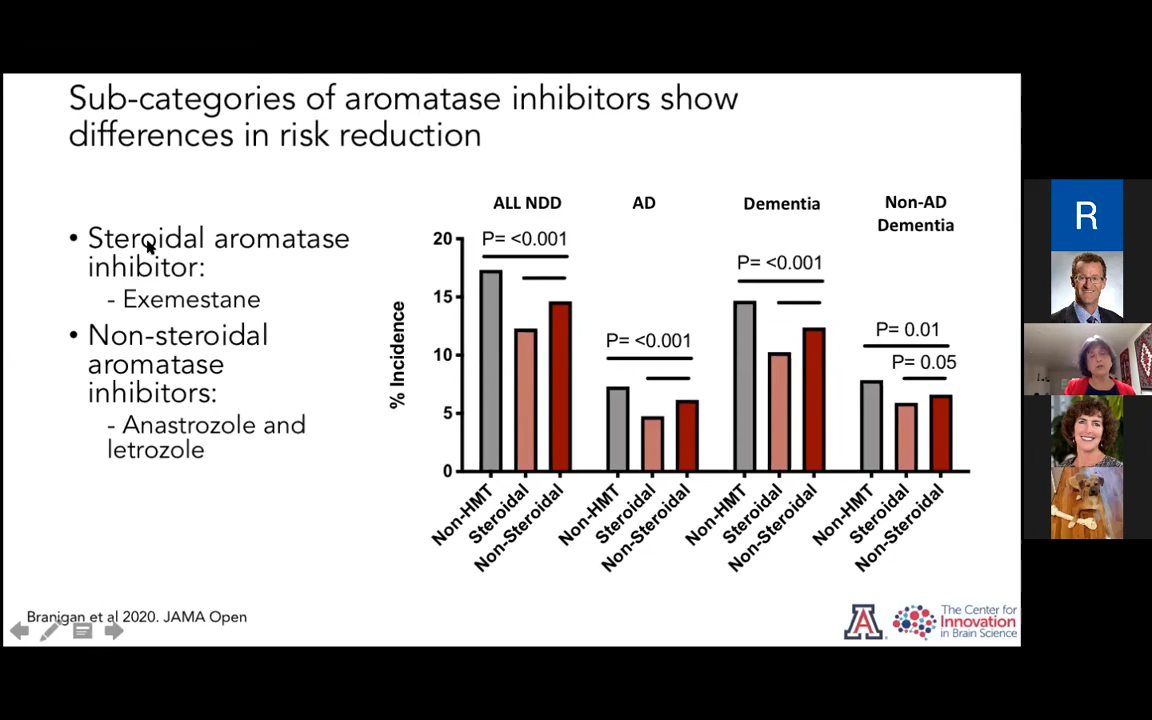 Sub-categories of aromatase inhibitors show
differences in risk reduction
• Steroidal aromatase
inhibitor:
- Exemestane
• Non-steroidal
aromatase
inhibitors:
- Anastrozole and
letrozole
ALL NDD
AD
Dementia
Non-AD
Dementia
% Incidence
20
15
10
5
0
P= <0.001
P= <0.001
P= <0.001
P= 0.01
P= 0.05
Non-HMT
Steroidal
Non-Steroidal
Non-HMT
Steroidal
Non-Steroidal
Non-HMT
Steroidal
Non-Steroidal
Non-HMT
Steroidal
Non-Steroidal
Branigan et al 2020. JAMA Open
A
The Center for
Innovation
in Brain Science
R